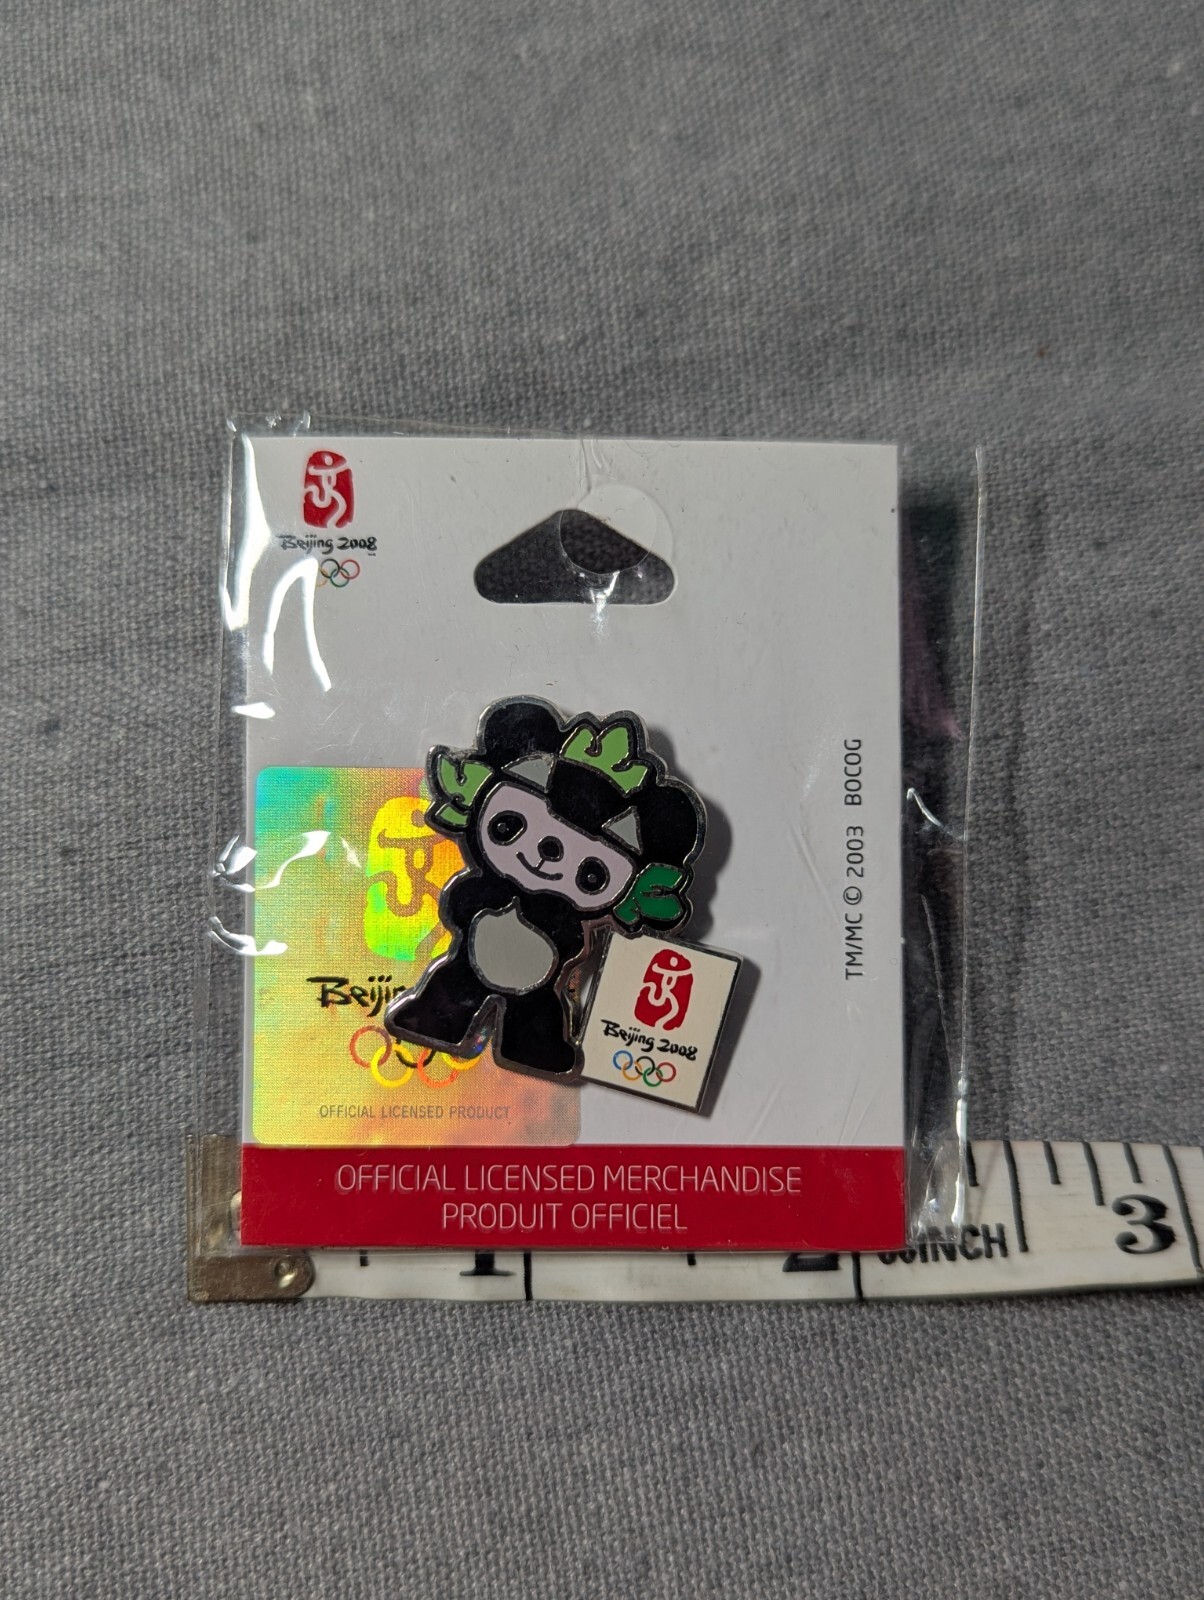 Beijing 2008
TM/MC © 2003 BOCOG
Beijin
OFFICIAL LICENSED PRODUCT
Beijing 2008
OFFICIAL LICENSED MERCHANDISE
PRODUIT OFFICIEL
1
2
INCH
3